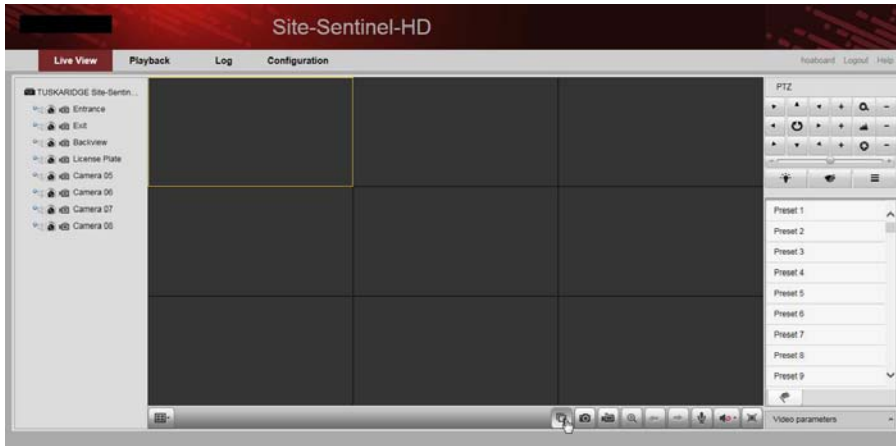 Site-Sentinel-HD
Live View Playback Log Configuration
hoaboard Logout Help
TUSKARIDGE Site-Sentin...
Entrance
Exit
Backview
License Plate
Camera 05
Camera 06
Camera 07
Camera 08
PTZ
Preset 1
Preset 2
Preset 3
Preset 4
Preset 5
Preset 6
Preset 7
Preset 8
Preset 9
Video parameters